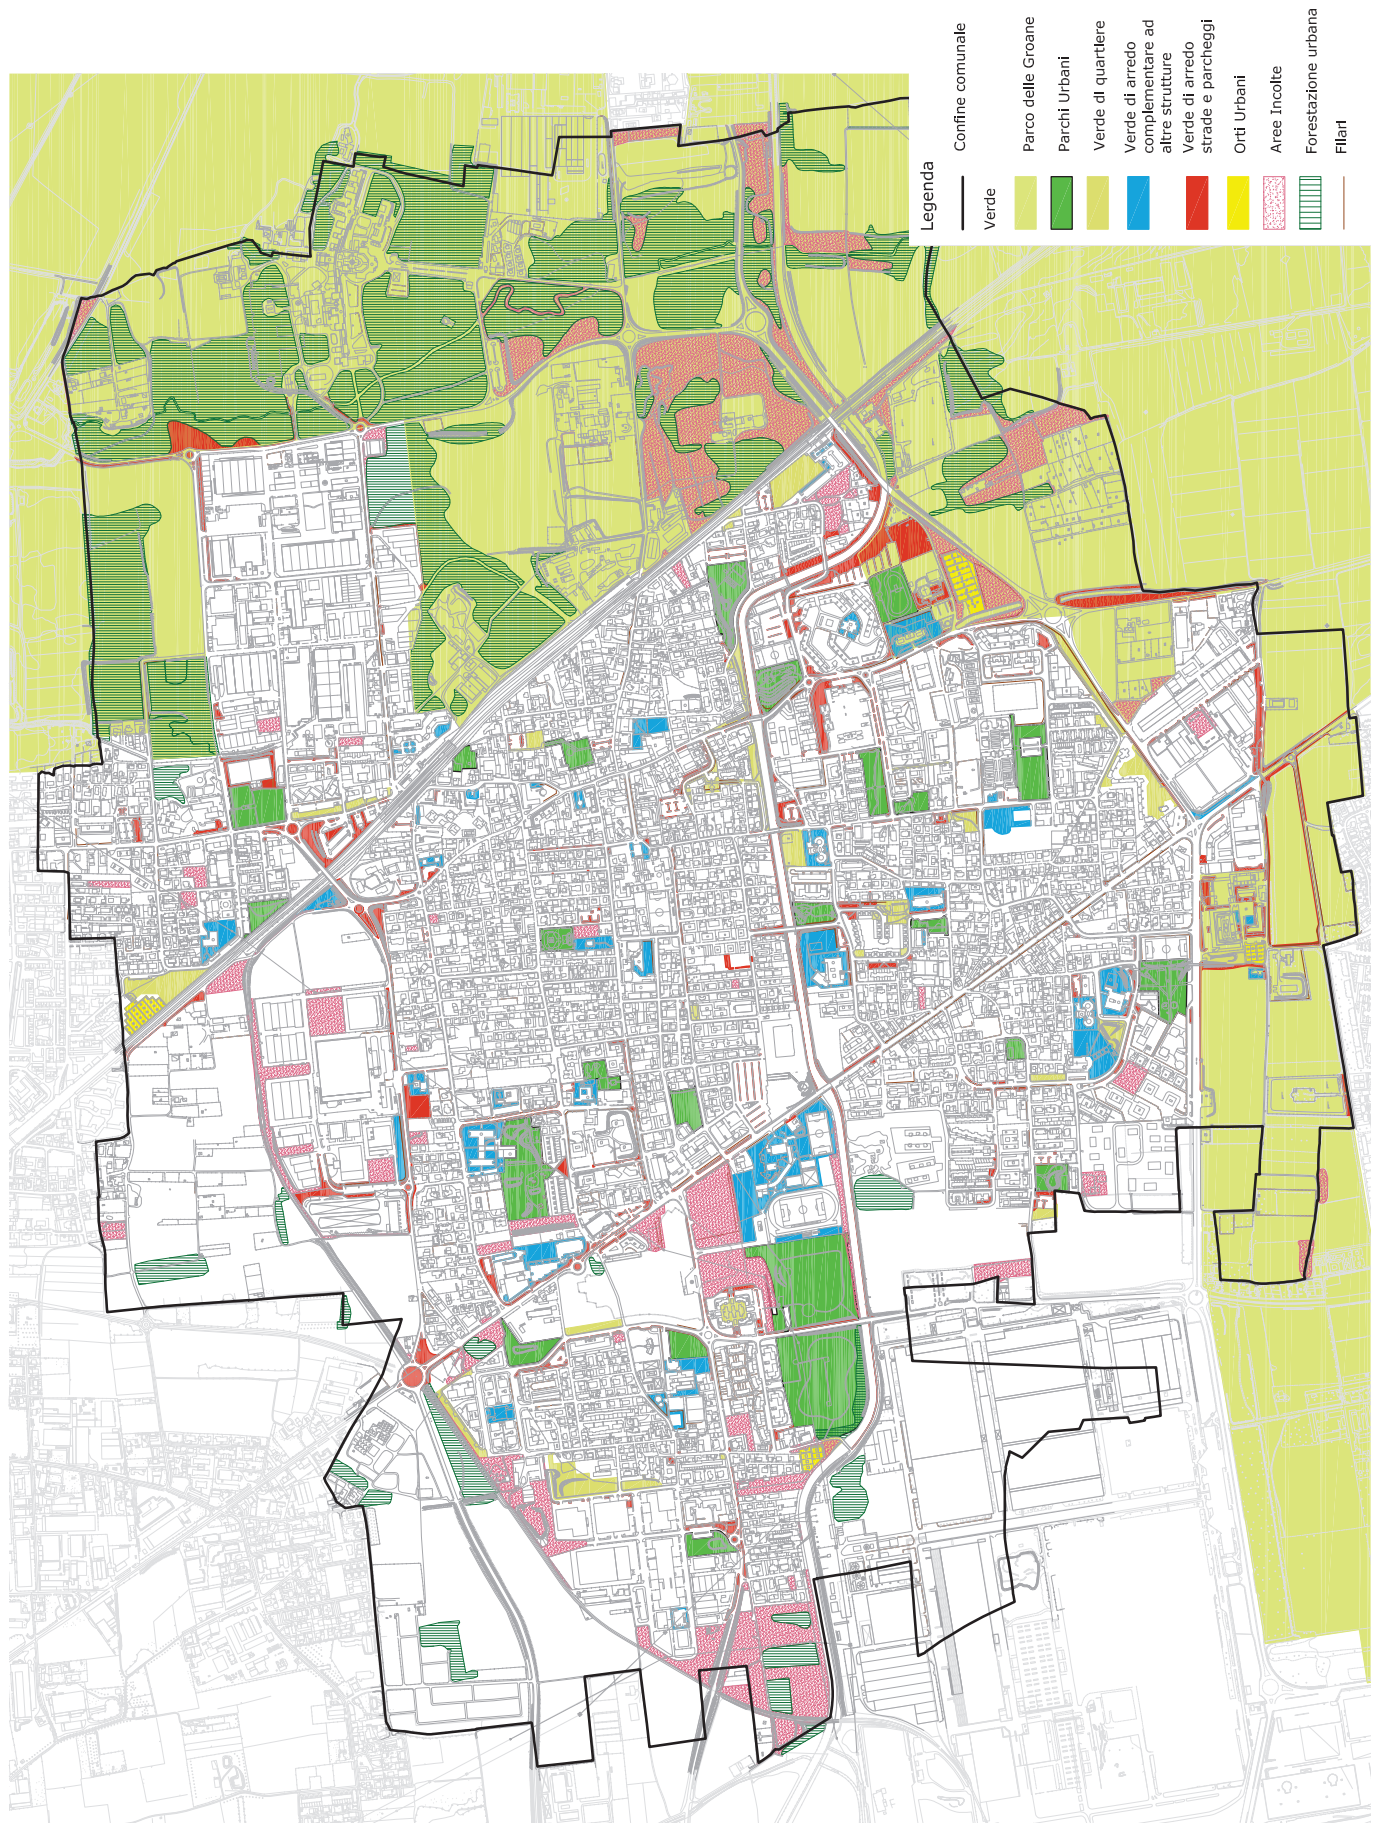 Legenda
Confine comunale
Verde
Parco delle Groane
Parchi Urbani
Verde di quartiere
Verde di arredo
complementare ad
altre strutture
Verde di arredo
strade e parcheggi
Orti Urbani
Aree Incolte
Forestazione urbana
Filari